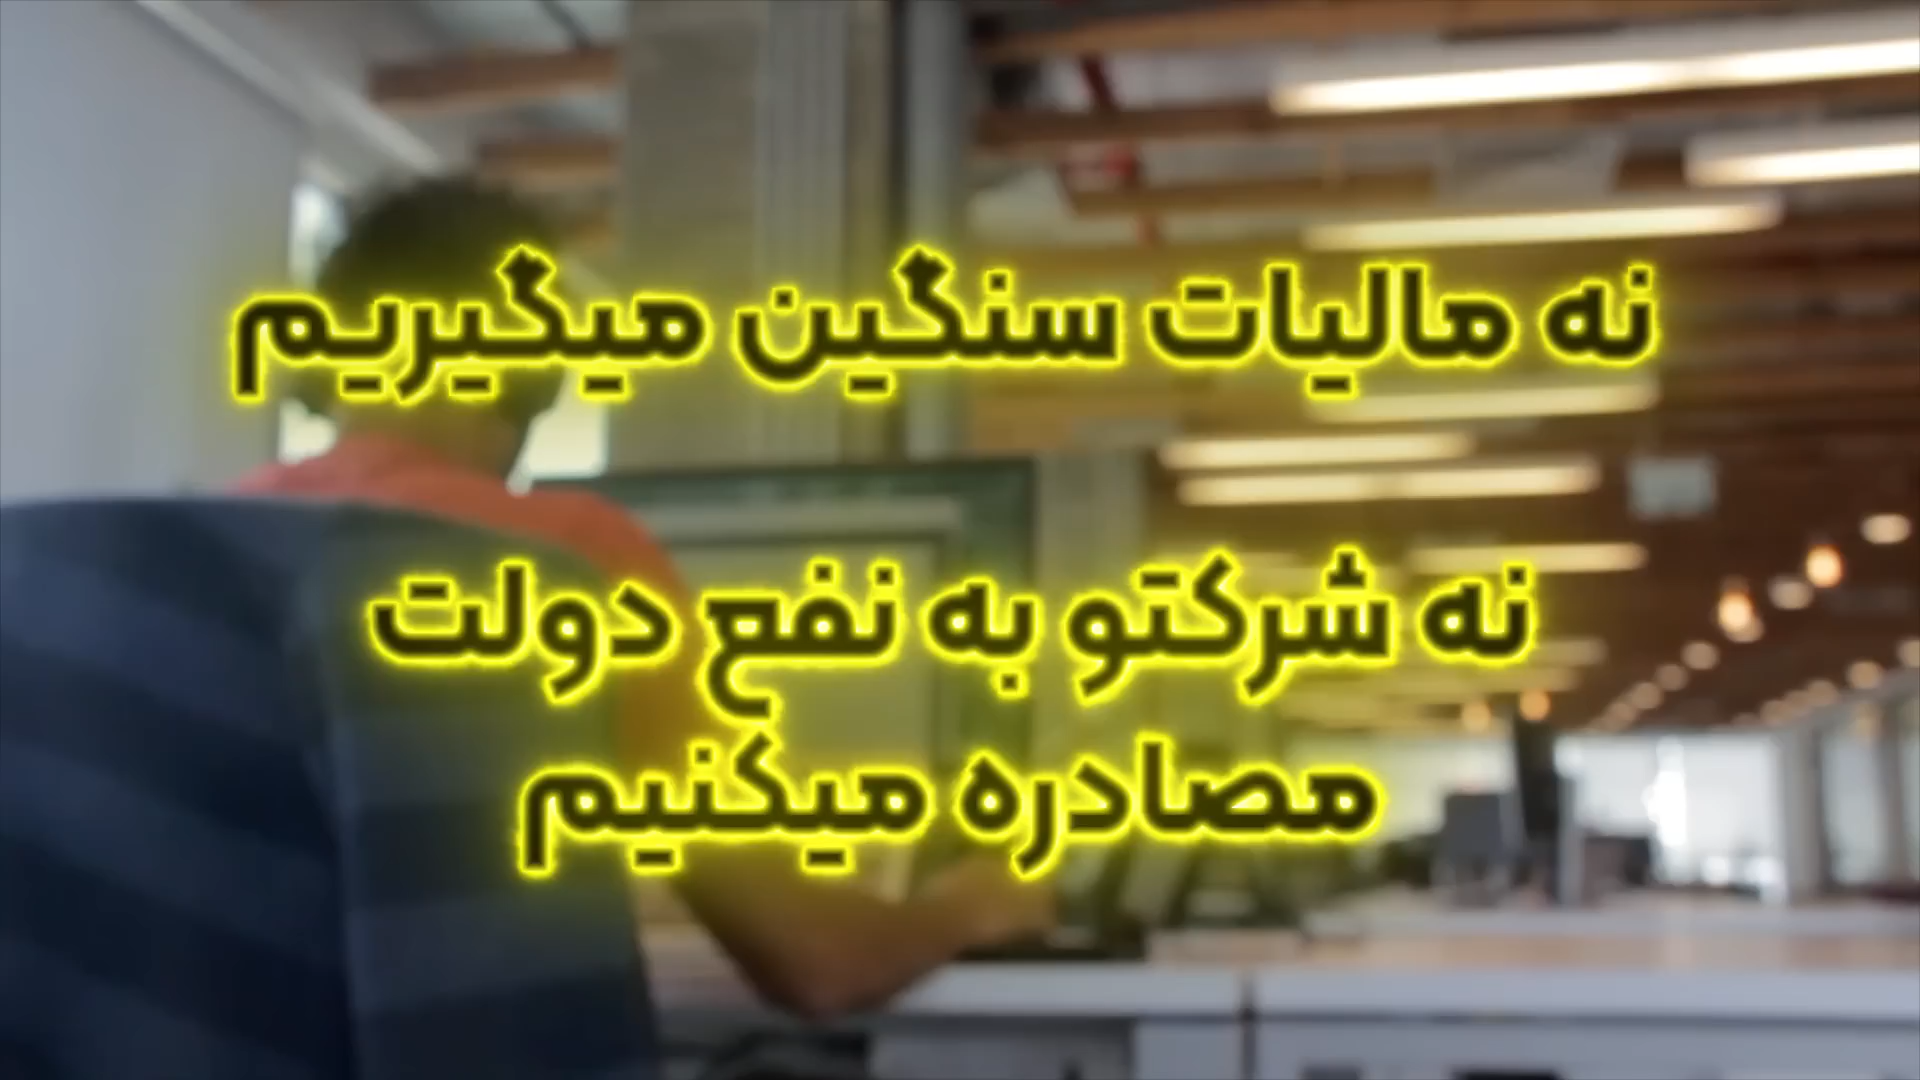 نه مالیات سنگین میگیریم
نه شرکتو به نفع دولت
مصادره میکنیم